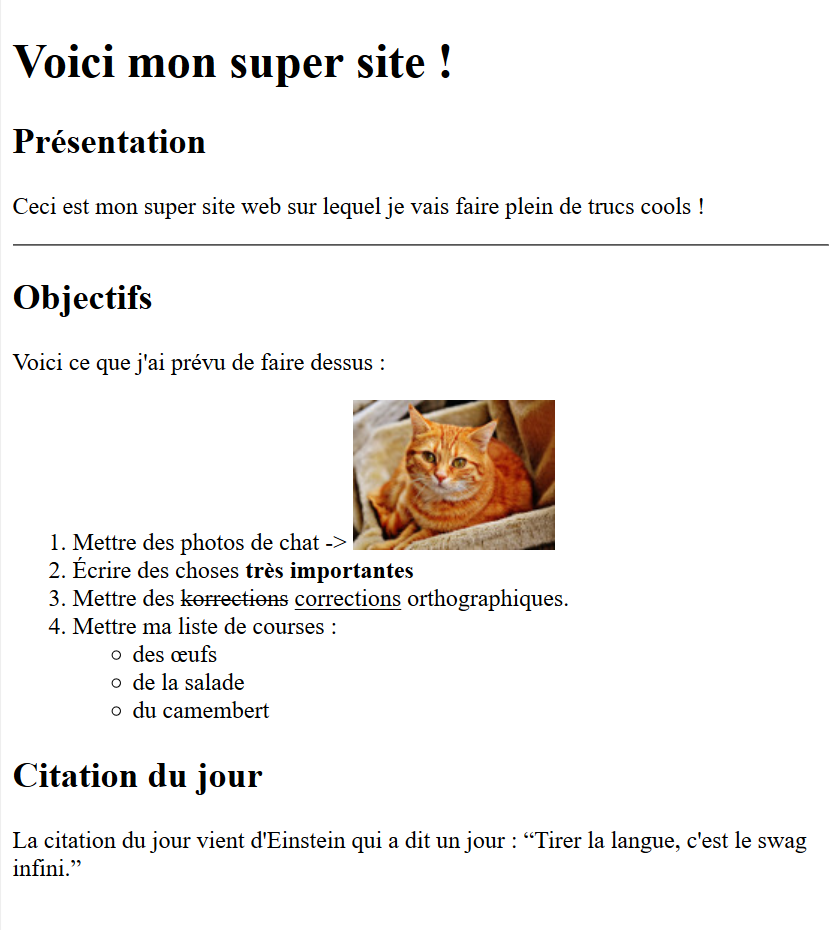 Voici mon super site !
Présentation
Ceci est mon super site web sur lequel je vais faire plein de trucs cools !
Objectifs
Voici ce que j'ai prévu de faire dessus :
1. Mettre des photos de chat ->
2. Écrire des choses très importantes
3. Mettre des korrections corrections orthographiques.
4. Mettre ma liste de courses :
○ des œufs
○ de la salade
○ du camembert
Citation du jour
La citation du jour vient d'Einstein qui a dit un jour : “Tirer la langue, c'est le swag
infini.”